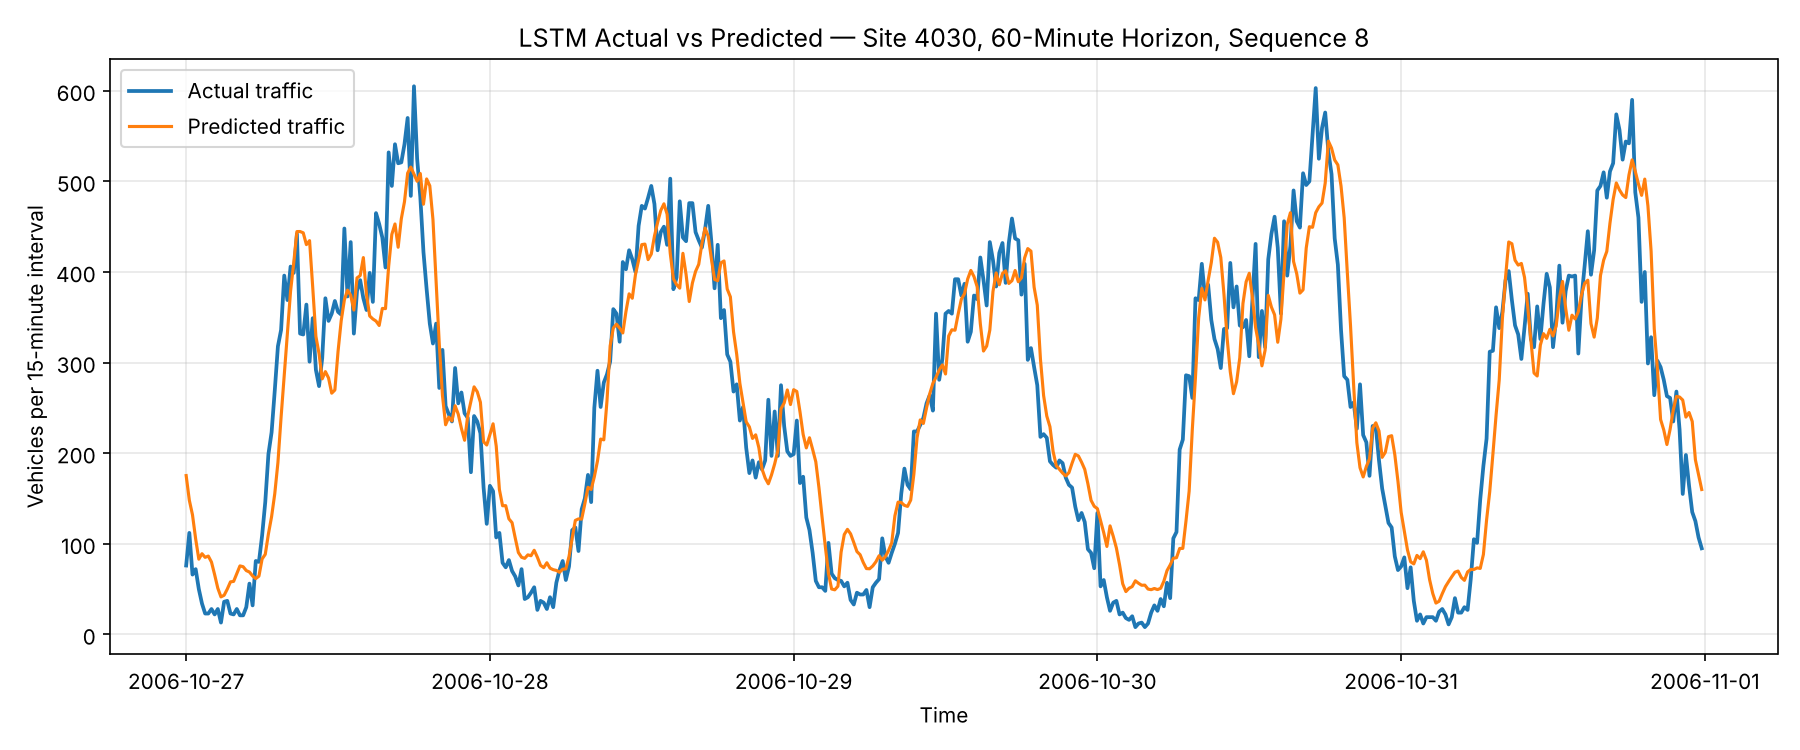 LSTM Actual vs Predicted — Site 4030, 60-Minute Horizon, Sequence 8
Actual traffic
Predicted traffic
Vehicles per 15-minute interval
600
500
400
300
200
100
0
2006-10-27
2006-10-28
2006-10-29
2006-10-30
2006-10-31
2006-11-01
Time